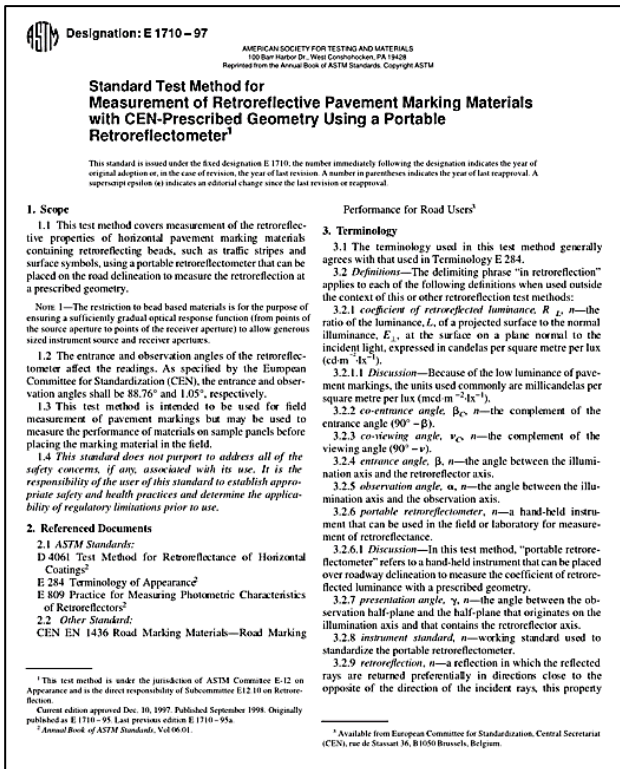 ASTM
Designation: E 1710 – 97
AMERICAN SOCIETY FOR TESTING AND MATERIALS
100 Barr Harbor Dr., West Conshohocken, PA 19428
Reprinted from the Annual Book of ASTM Standards. Copyright ASTM
Standard Test Method for
Measurement of Retroreflective Pavement Marking Materials
with CEN-Prescribed Geometry Using a Portable
Retroreflectometer¹
This standard is issued under the fixed designation E 1710; the number immediately following the designation indicates the year of
original adoption or, in the case of revision, the year of last revision. A number in parentheses indicates the year of last reapproval. A
superscript epsilon (ε) indicates an editorial change since the last revision or reapproval.
1. Scope
1.1 This test method covers measurement of the retroreflec-
tive properties of horizontal pavement marking materials
containing retroreflecting beads, such as traffic stripes and
surface symbols, using a portable retroreflectometer that can be
placed on the road delineation to measure the retroreflection at
a prescribed geometry.
NOTE 1—The restriction to bead based materials is for the purpose of
ensuring a sufficiently gradual optical response function (from points of
the source aperture to points of the receiver aperture) to allow generous
sized instrument source and receiver apertures.
1.2 The entrance and observation angles of the retroreflec-
tometer affect the readings. As specified by the European
Committee for Standardization (CEN), the entrance and obser-
vation angles shall be 88.76° and 1.05°, respectively.
1.3 This test method is intended to be used for field
measurement of pavement markings but may be used to
measure the performance of materials on sample panels before
placing the marking material in the field.
1.4 This standard does not purport to address all of the
safety concerns, if any, associated with its use. It is the
responsibility of the user of this standard to establish appro-
priate safety and health practices and determine the applica-
bility of regulatory limitations prior to use.
2. Referenced Documents
2.1 ASTM Standards:
D 4061 Test Method for Retroreflectance of Horizontal
Coatings²
E 284 Terminology of Appearance²
E 809 Practice for Measuring Photometric Characteristics
of Retroreflectors²
2.2 Other Standard:
CEN EN 1436 Road Marking Materials—Road Marking
¹ This test method is under the jurisdiction of ASTM Committee E-12 on
Appearance and is the direct responsibility of Subcommittee E12.10 on Retrore-
flection.
Current edition approved Dec. 10, 1997. Published September 1998. Originally
published as E 1710 – 95. Last previous edition E 1710 – 95a.
² Annual Book of ASTM Standards, Vol 06.01.
Performance for Road Users³
3. Terminology
3.1 The terminology used in this test method generally
agrees with that used in Terminology E 284.
3.2 Definitions—The delimiting phrase “in retroreflection”
applies to each of the following definitions when used outside
the context of this or other retroreflection test methods:
3.2.1 coefficient of retroreflected luminance, R L, n—the
ratio of the luminance, L, of a projected surface to the normal
illuminance, E⊥, at the surface on a plane normal to the
incident light, expressed in candelas per square metre per lux
(cd·m⁻²·lx⁻¹).
3.2.1.1 Discussion—Because of the low luminance of pave-
ment markings, the units used commonly are millicandelas per
square metre per lux (mcd·m⁻²·lx⁻¹).
3.2.2 co-entrance angle, βC, n—the complement of the
entrance angle (90° − β).
3.2.3 co-viewing angle, νC, n—the complement of the
viewing angle (90° − ν).
3.2.4 entrance angle, β, n—the angle between the illumi-
nation axis and the retroreflector axis.
3.2.5 observation angle, α, n—the angle between the illu-
mination axis and the observation axis.
3.2.6 portable retroreflectometer, n—a hand-held instru-
ment that can be used in the field or laboratory for measure-
ment of retroreflectance.
3.2.6.1 Discussion—In this test method, “portable retrore-
flectometer” refers to a hand-held instrument that can be placed
over roadway delineation to measure the coefficient of retrore-
flected luminance with a prescribed geometry.
3.2.7 presentation angle, γ, n—the angle between the ob-
servation half-plane and the half-plane that originates on the
illumination axis and that contains the retroreflector axis.
3.2.8 instrument standard, n—working standard used to
standardize the portable retroreflectometer.
3.2.9 retroreflection, n—a reflection in which the reflected
rays are returned preferentially in directions close to the
opposite of the direction of the incident rays, this property
³ Available from European Committee for Standardization, Central Secretariat
(CEN), rue de Stassart 36, B1050 Brussels, Belgium.